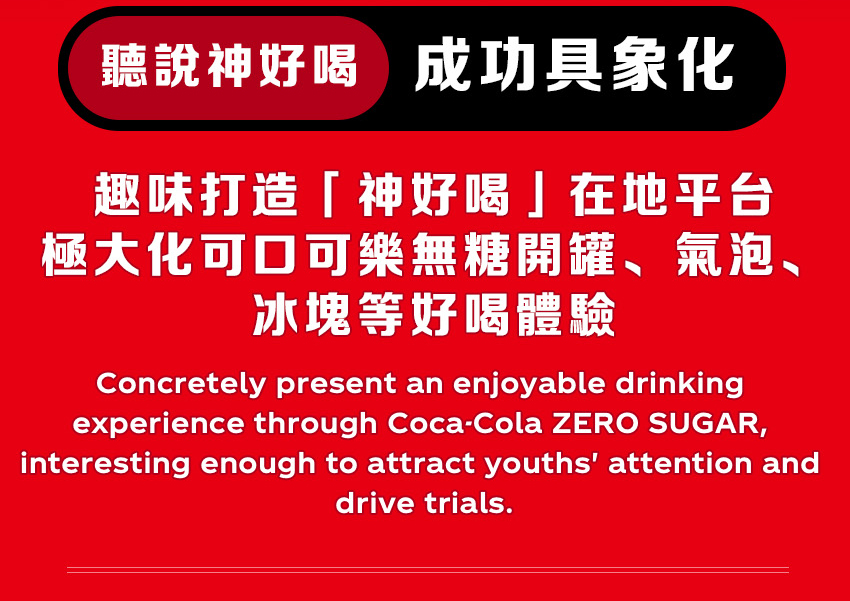 聽說神好喝 成功具象化
趣味打造「神好喝」在地平台
極大化可口可樂無糖開罐、氣泡、
冰塊等好喝體驗
Concretely present an enjoyable drinking
experience through Coca-Cola ZERO SUGAR,
interesting enough to attract youths' attention and
drive trials.